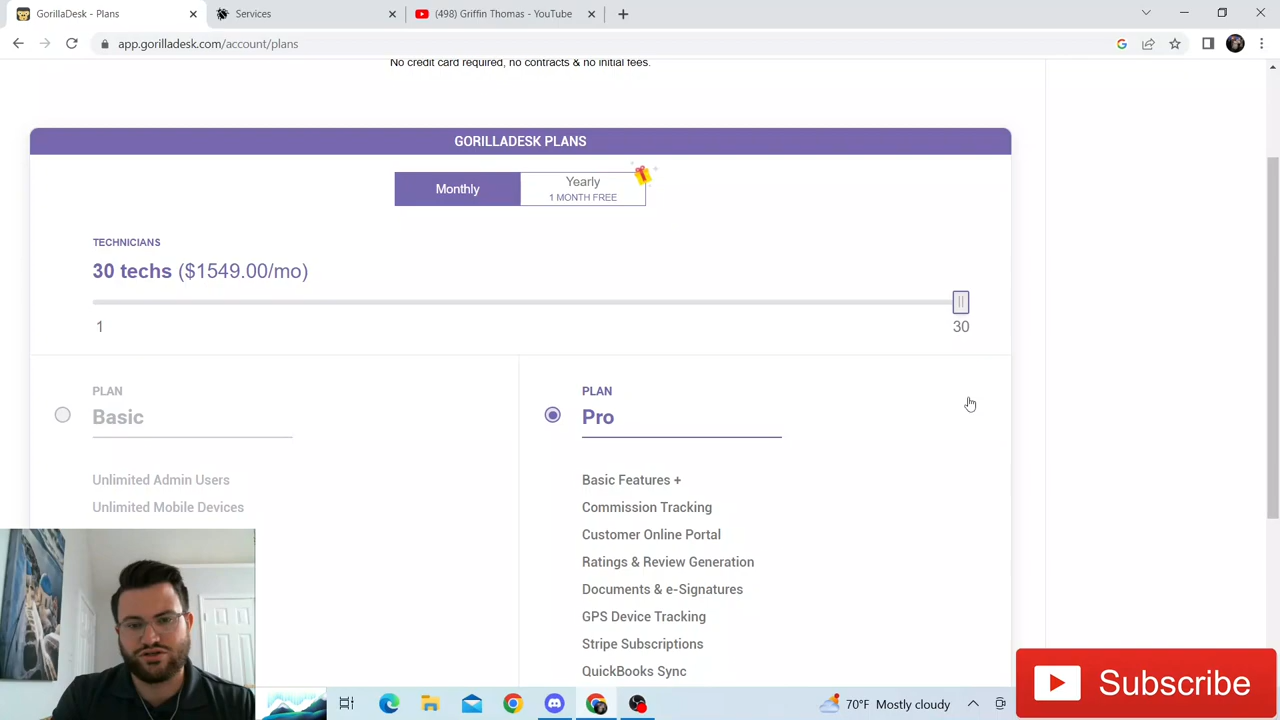 GorillaDesk - Plans
Services
(498) Griffin Thomas - YouTube
app.gorilladesk.com/account/plans
No credit card required, no contracts & no initial fees.
GORILLADESK PLANS
Monthly
Yearly
1 MONTH FREE
TECHNICIANS
30 techs ($1549.00/mo)
1
30
PLAN
Basic
Unlimited Admin Users
Unlimited Mobile Devices
PLAN
Pro
Basic Features +
Commission Tracking
Customer Online Portal
Ratings & Review Generation
Documents & e-Signatures
GPS Device Tracking
Stripe Subscriptions
QuickBooks Sync
Subscribe
70°F Mostly cloudy